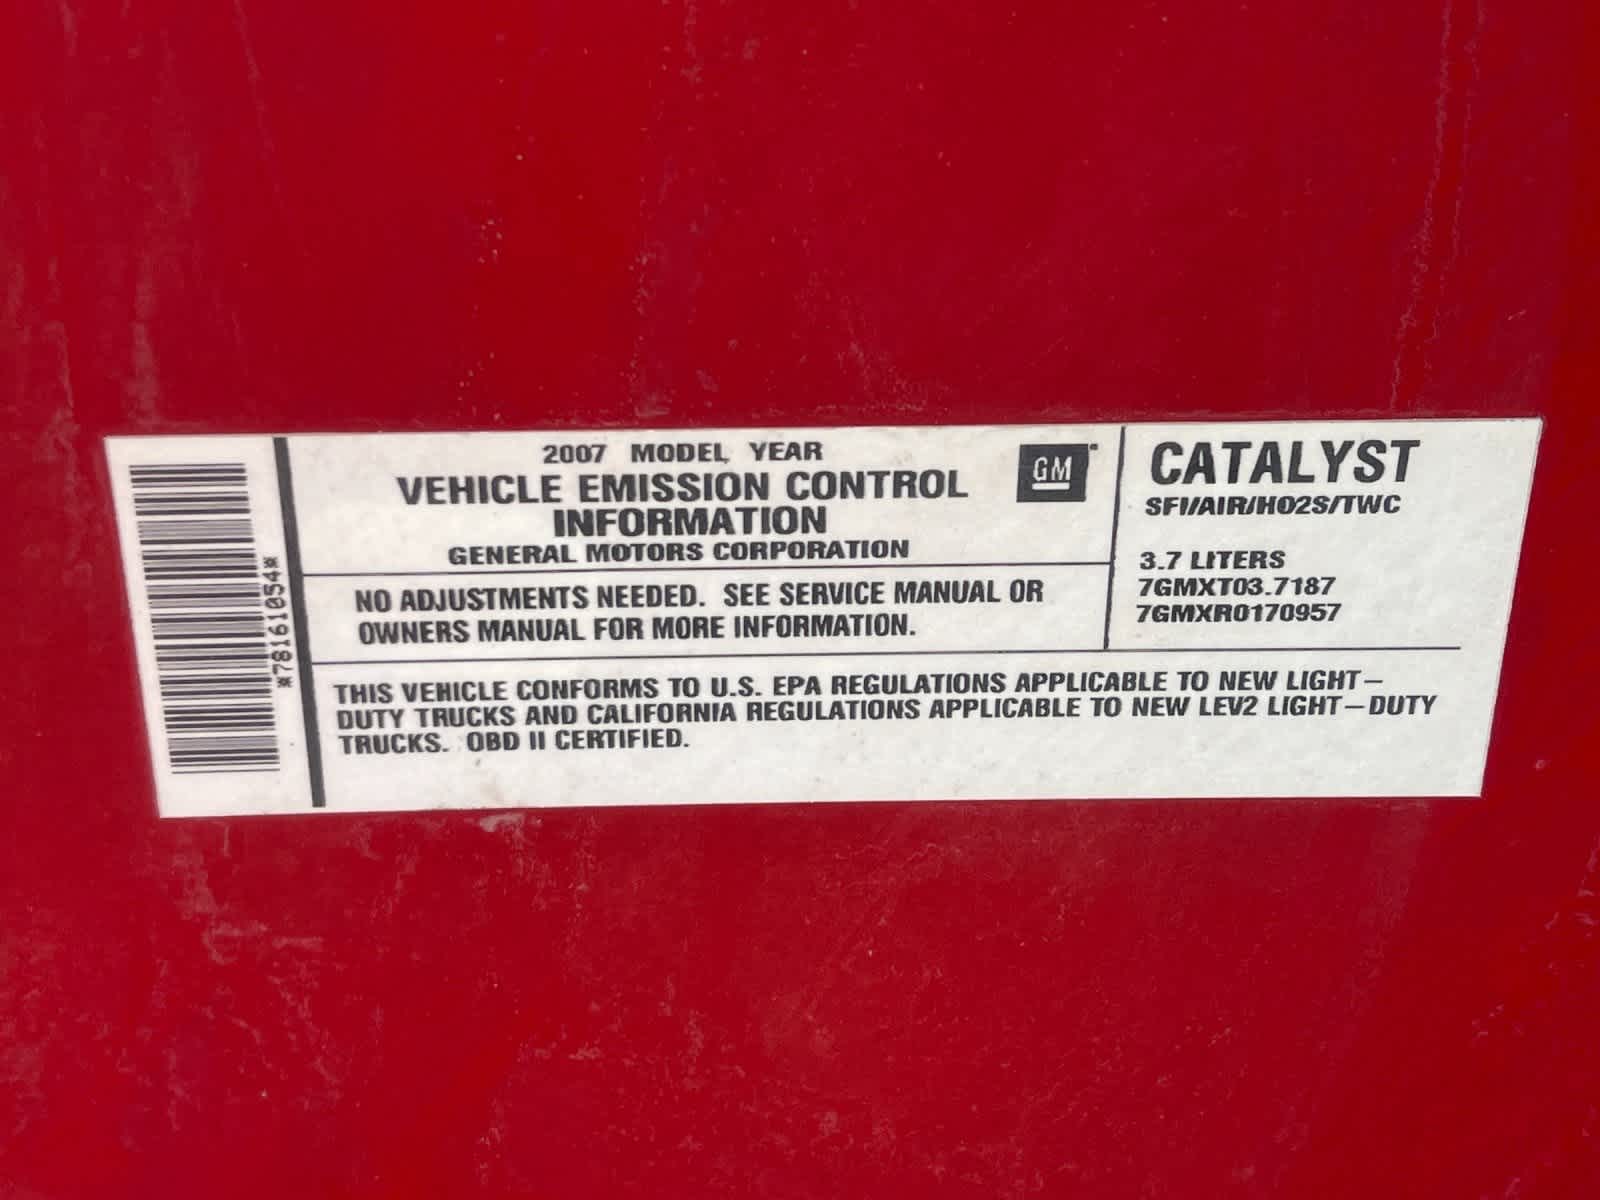 *78161054*
2007 MODEL YEAR
VEHICLE EMISSION CONTROL
INFORMATION
GENERAL MOTORS CORPORATION
GM
NO ADJUSTMENTS NEEDED. SEE SERVICE MANUAL OR
OWNERS MANUAL FOR MORE INFORMATION.
CATALYST
SFI/AIR/HO2S/TWC
3.7 LITERS
7GMXT03.7187
7GMXR0170957
THIS VEHICLE CONFORMS TO U.S. EPA REGULATIONS APPLICABLE TO NEW LIGHT-
DUTY TRUCKS AND CALIFORNIA REGULATIONS APPLICABLE TO NEW LEV2 LIGHT-DUTY
TRUCKS. OBD II CERTIFIED.